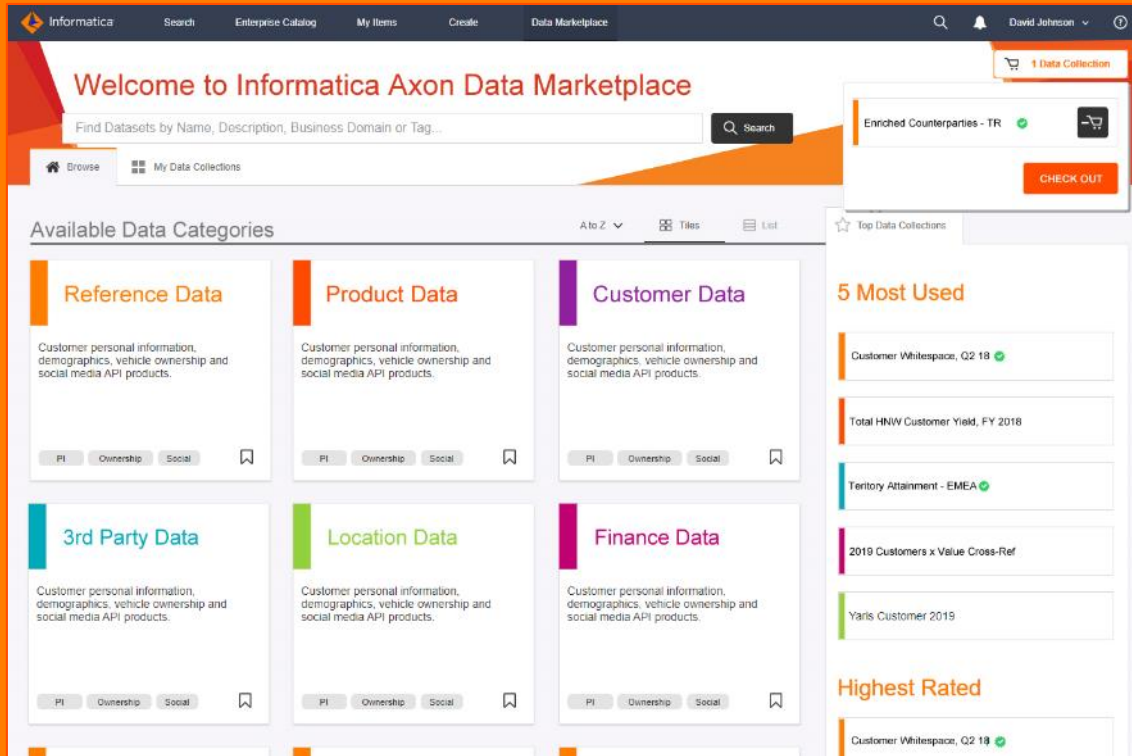 Informatica
Search
Enterprise Catalog
My Items
Create
Data Marketplace
David Johnson
1 Data Collection
Welcome to Informatica Axon Data Marketplace
Find Datasets by Name, Description, Business Domain or Tag...
Search
Enriched Counterparties - TR
CHECK OUT
Browse
My Data Collections
Available Data Categories
A to Z
Tiles
List
Top Data Collections
Reference Data
Customer personal information,
demographics, vehicle ownership and
social media API products.
PI
Ownership
Social
Product Data
Customer personal information,
demographics, vehicle ownership and
social media API products.
PI
Ownership
Social
Customer Data
Customer personal information,
demographics, vehicle ownership and
social media API products.
PI
Ownership
Social
3rd Party Data
Customer personal information,
demographics, vehicle ownership and
social media API products.
PI
Ownership
Social
Location Data
Customer personal information,
demographics, vehicle ownership and
social media API products.
PI
Ownership
Social
Finance Data
Customer personal information,
demographics, vehicle ownership and
social media API products.
PI
Ownership
Social
5 Most Used
Customer Whitespace, Q2 18
Total HNW Customer Yield, FY 2018
Teritory Attainment - EMEA
2019 Customers x Value Cross-Ref
Yaris Customer 2019
Highest Rated
Customer Whitespace, Q2 18